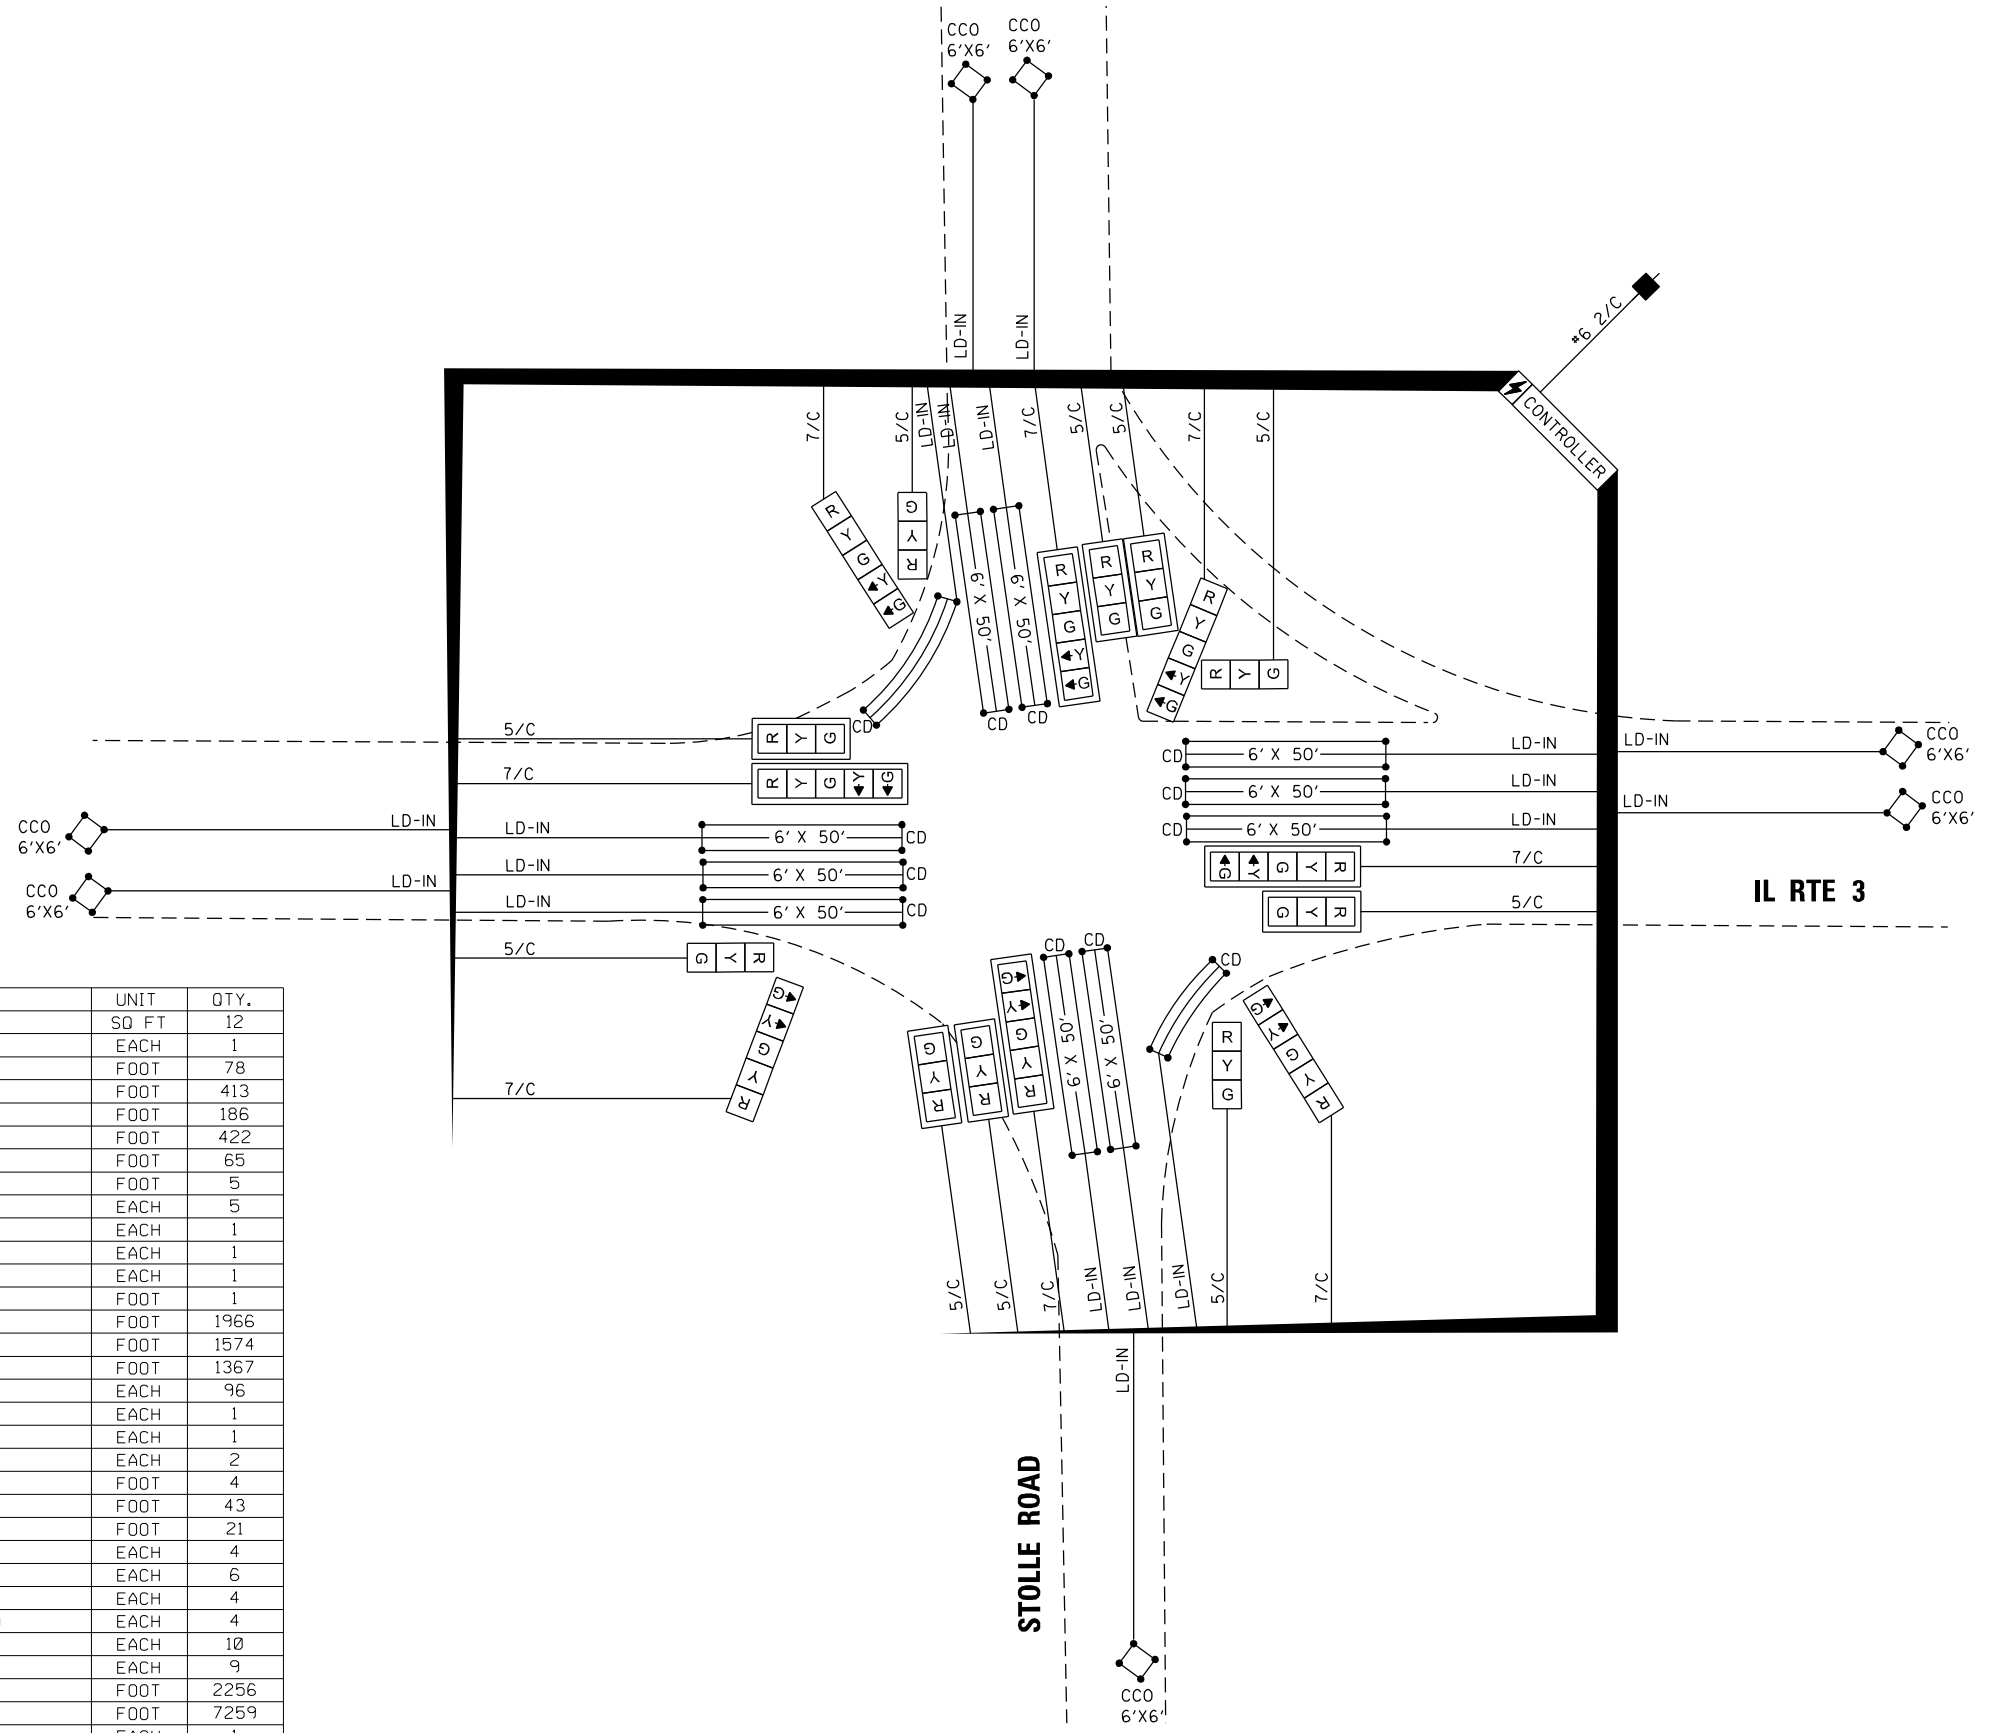 CCO
6'X6'
CCO
6'X6'
LD-IN
LD-IN
#6 2/C
CONTROLLER
7/C
5/C
LD-IN
LD-IN
LD-IN
7/C
5/C
5/C
7/C
5/C
R Y G Y G
G Y R
6' X 50'
6' X 50'
R Y G Y G
R Y G
R Y G
R Y G Y G
R Y G
CD
CD
CD
5/C
R Y G
7/C
R Y G Y G
CD 6' X 50' LD-IN
CD 6' X 50' LD-IN
CD 6' X 50' LD-IN
LD-IN
CCO
6'X6'
LD-IN
CCO
6'X6'
CCO
6'X6'
LD-IN
CCO
6'X6'
LD-IN
LD-IN 6' X 50' CD
LD-IN 6' X 50' CD
LD-IN 6' X 50' CD
G Y G Y R 7/C
G Y R 5/C
IL RTE 3
5/C
G Y R
7/C
G Y G Y R
CD
CD
CD
G Y R
G Y R
G Y G Y R
6' X 50'
6' X 50'
R Y G
G Y G Y R
5/C
5/C
7/C
LD-IN
LD-IN
LD-IN
5/C
7/C
LD-IN
STOLLE ROAD
CCO
6'X6'
UNIT QTY.
SQ FT 12
EACH 1
FOOT 78
FOOT 413
FOOT 186
FOOT 422
FOOT 65
FOOT 5
EACH 5
EACH 1
EACH 1
EACH 1
FOOT 1
FOOT 1966
FOOT 1574
FOOT 1367
EACH 96
EACH 1
EACH 1
EACH 2
FOOT 4
FOOT 43
FOOT 21
EACH 4
EACH 6
EACH 4
EACH 4
EACH 10
EACH 9
FOOT 2256
FOOT 7259